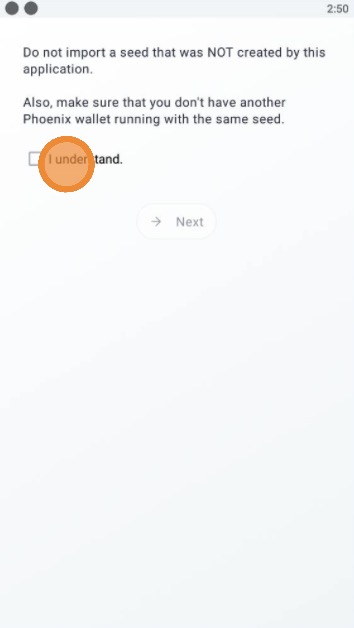 2:50
Do not import a seed that was NOT created by this
application.
Also, make sure that you don't have another
Phoenix wallet running with the same seed.
I understand.
Next